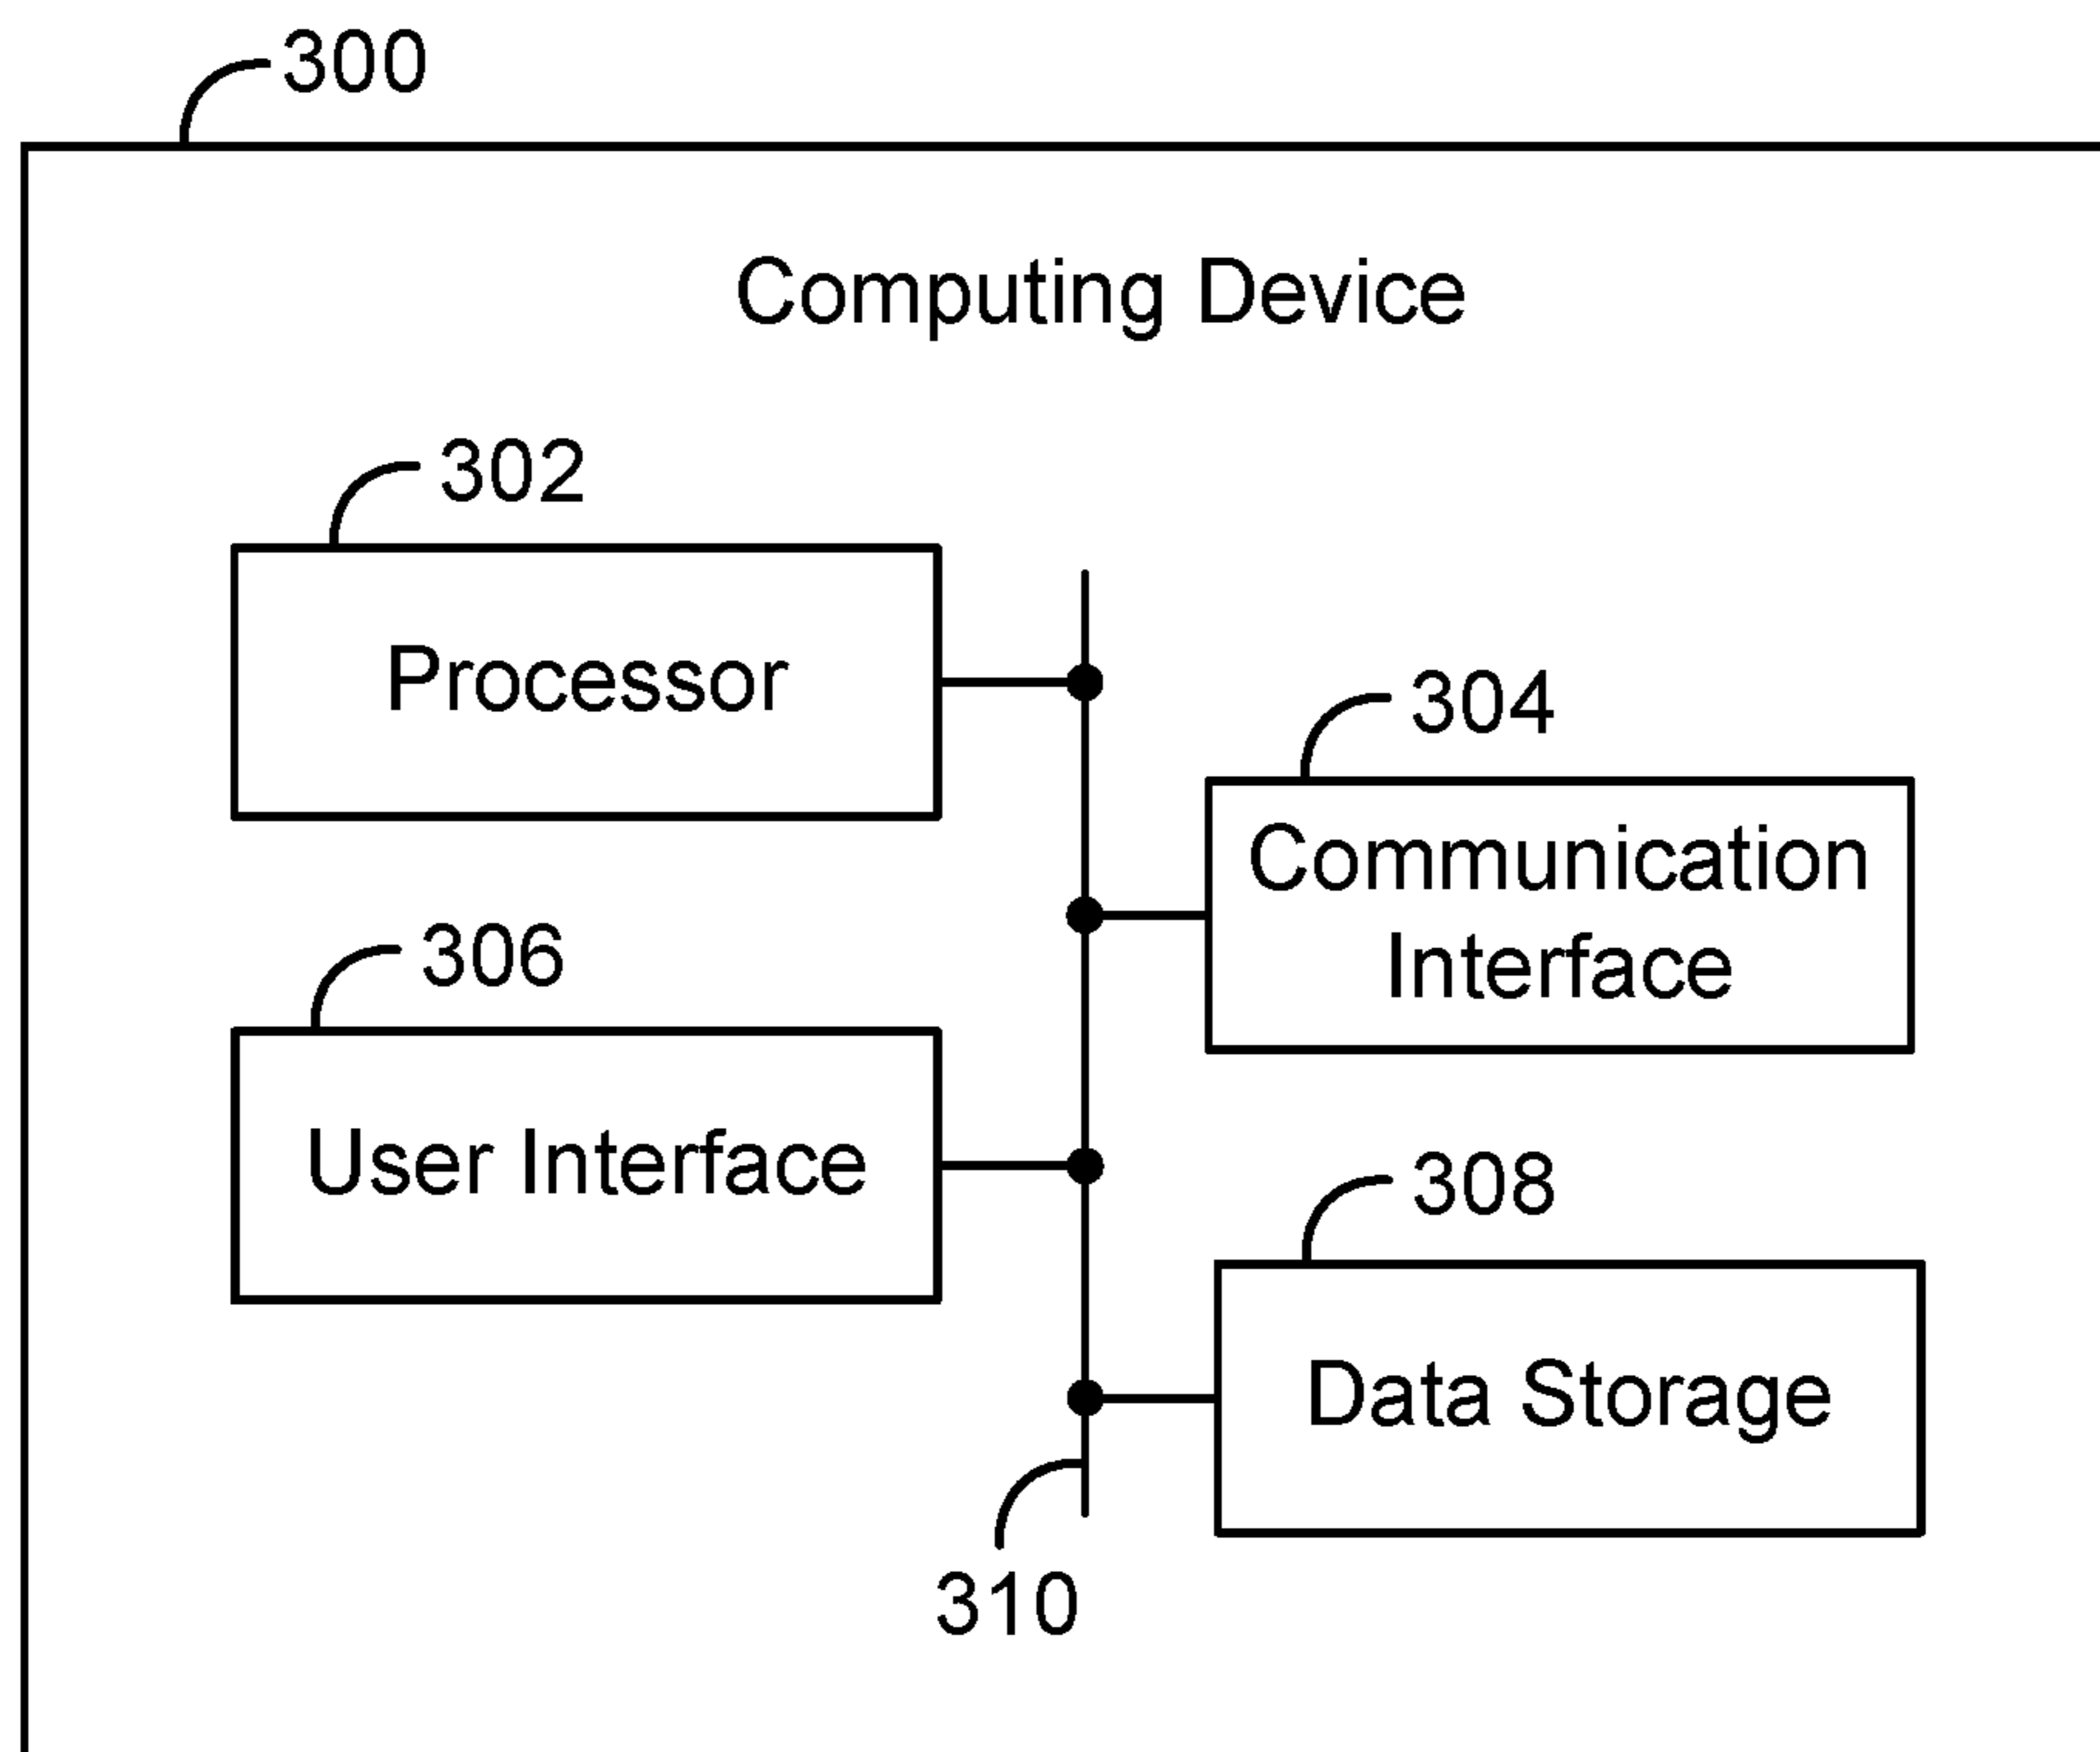 300
Computing Device
302
Processor
304
Communication
Interface
306
User Interface
308
Data Storage
310